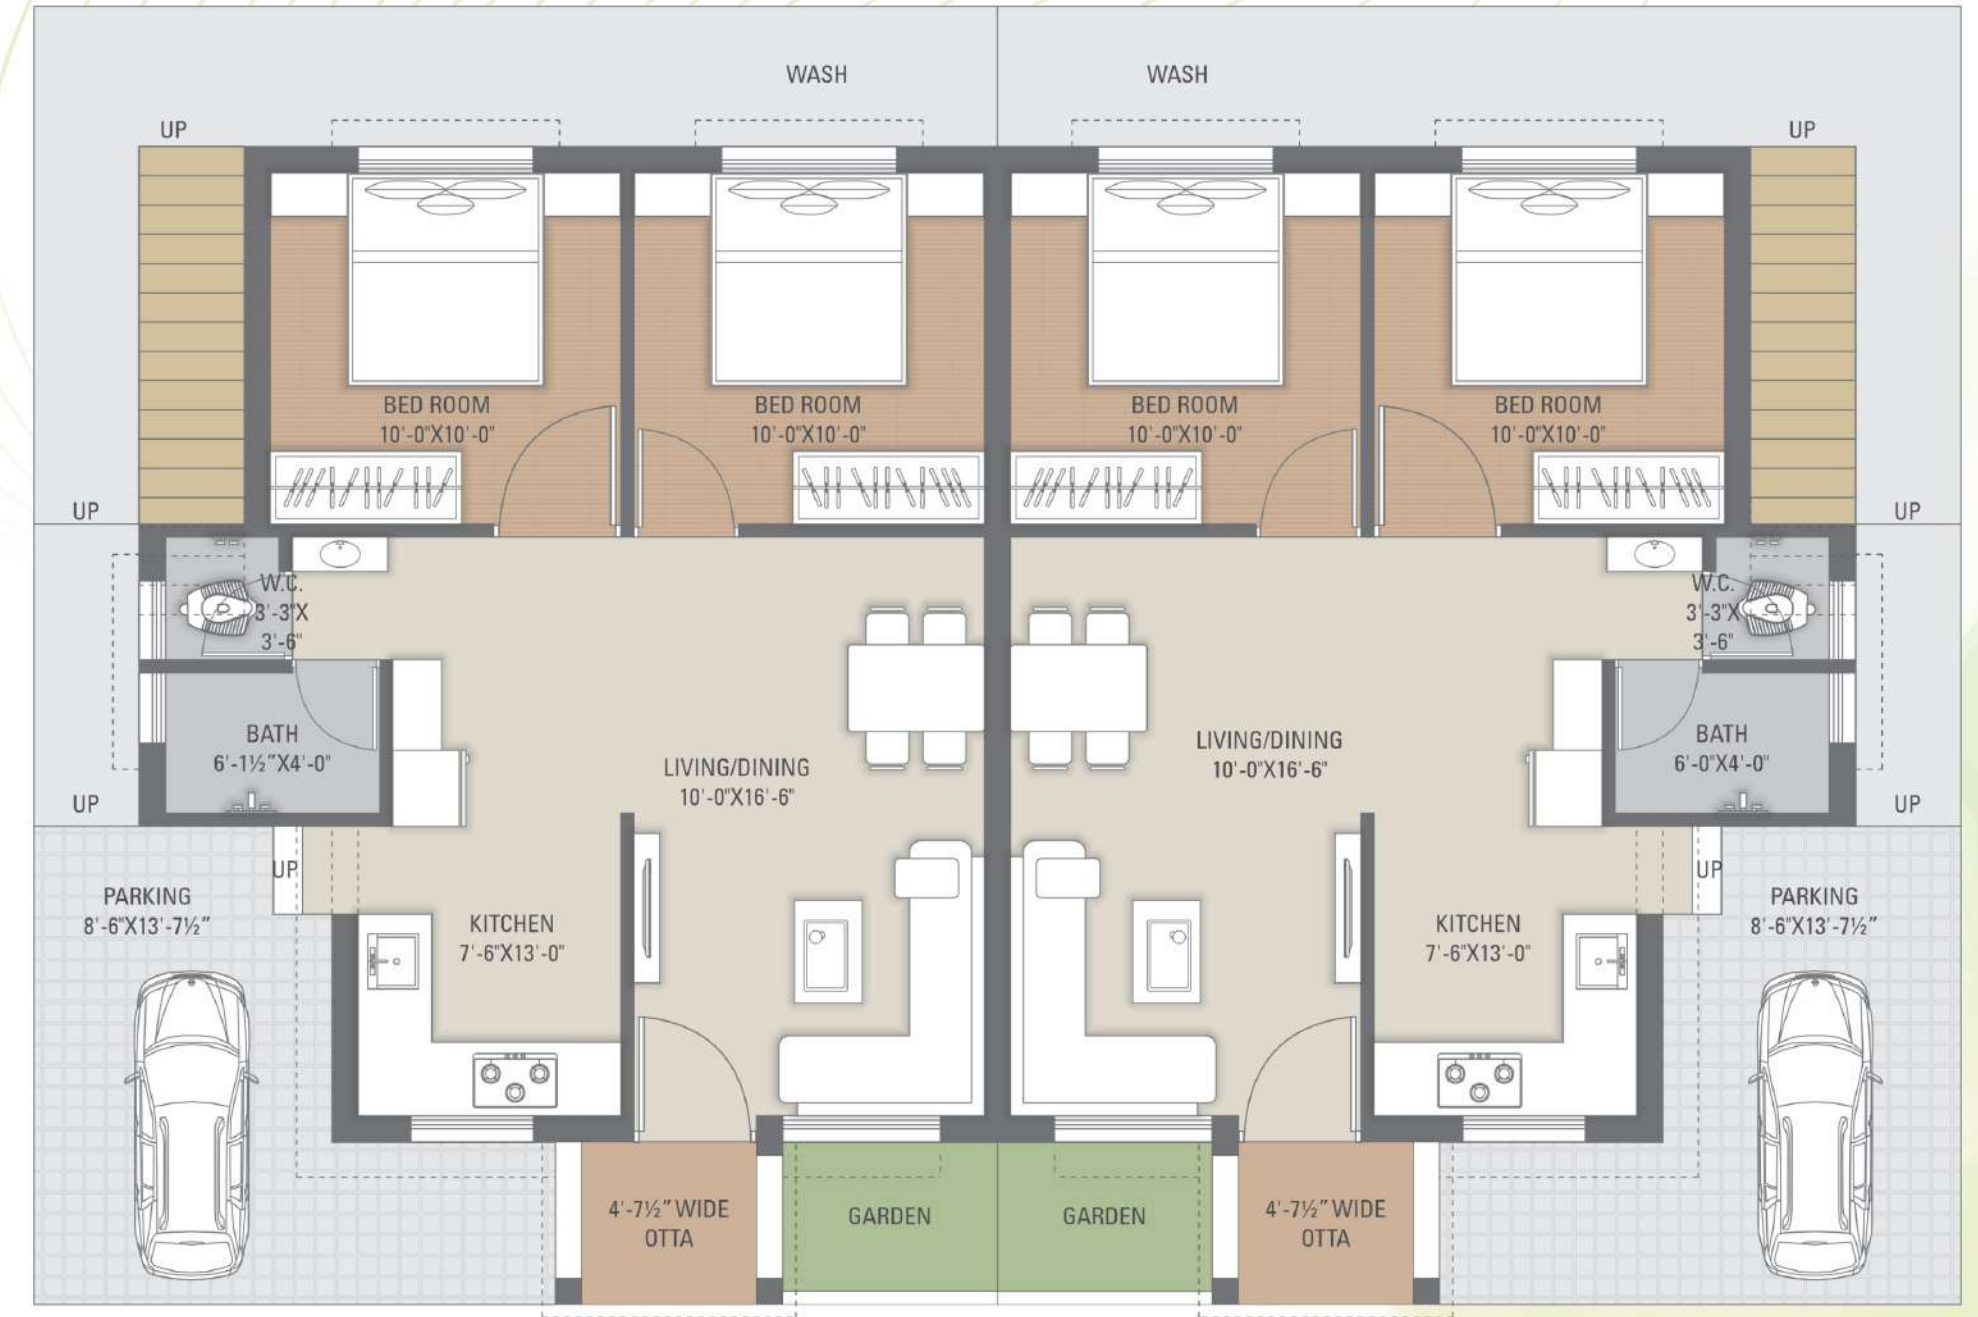 WASH
WASH
UP
UP
BED ROOM
10'-0"X10'-0"
BED ROOM
10'-0"X10'-0"
BED ROOM
10'-0"X10'-0"
BED ROOM
10'-0"X10'-0"
UP
UP
W.C.
3'-3"X
3'-6"
W.C.
3'-3"X
3'-6"
BATH
6'-1½"X4'-0"
LIVING/DINING
10'-0"X16'-6"
LIVING/DINING
10'-0"X16'-6"
BATH
6'-0"X4'-0"
UP
UP
UP
UP
PARKING
8'-6"X13'-7½"
KITCHEN
7'-6"X13'-0"
KITCHEN
7'-6"X13'-0"
PARKING
8'-6"X13'-7½"
4'-7½" WIDE
OTTA
GARDEN
GARDEN
4'-7½" WIDE
OTTA